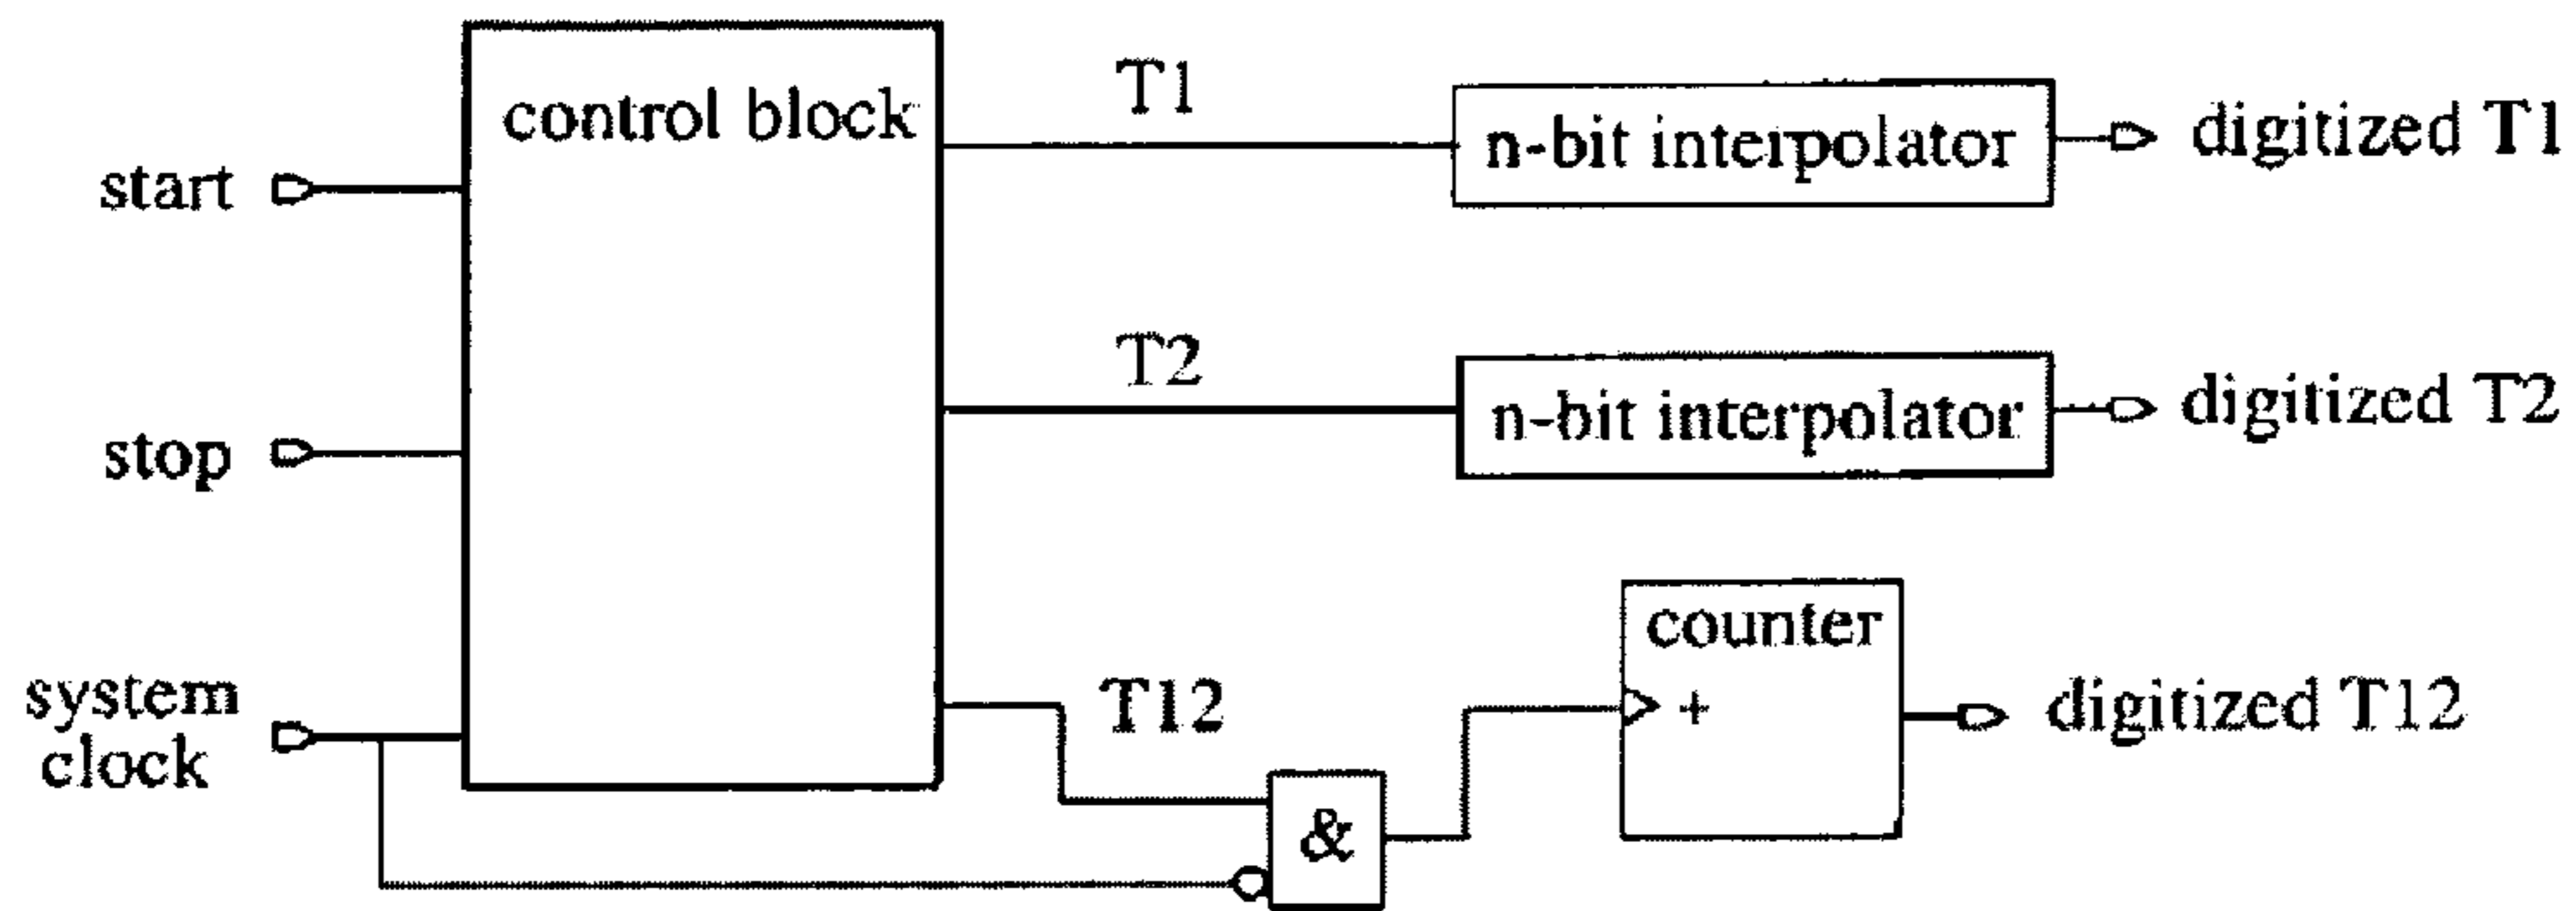 control block
T1
n-bit interpolator
digitized T1
start
T2
n-bit interpolator
digitized T2
stop
counter
+
system
clock
T12
digitized T12
&